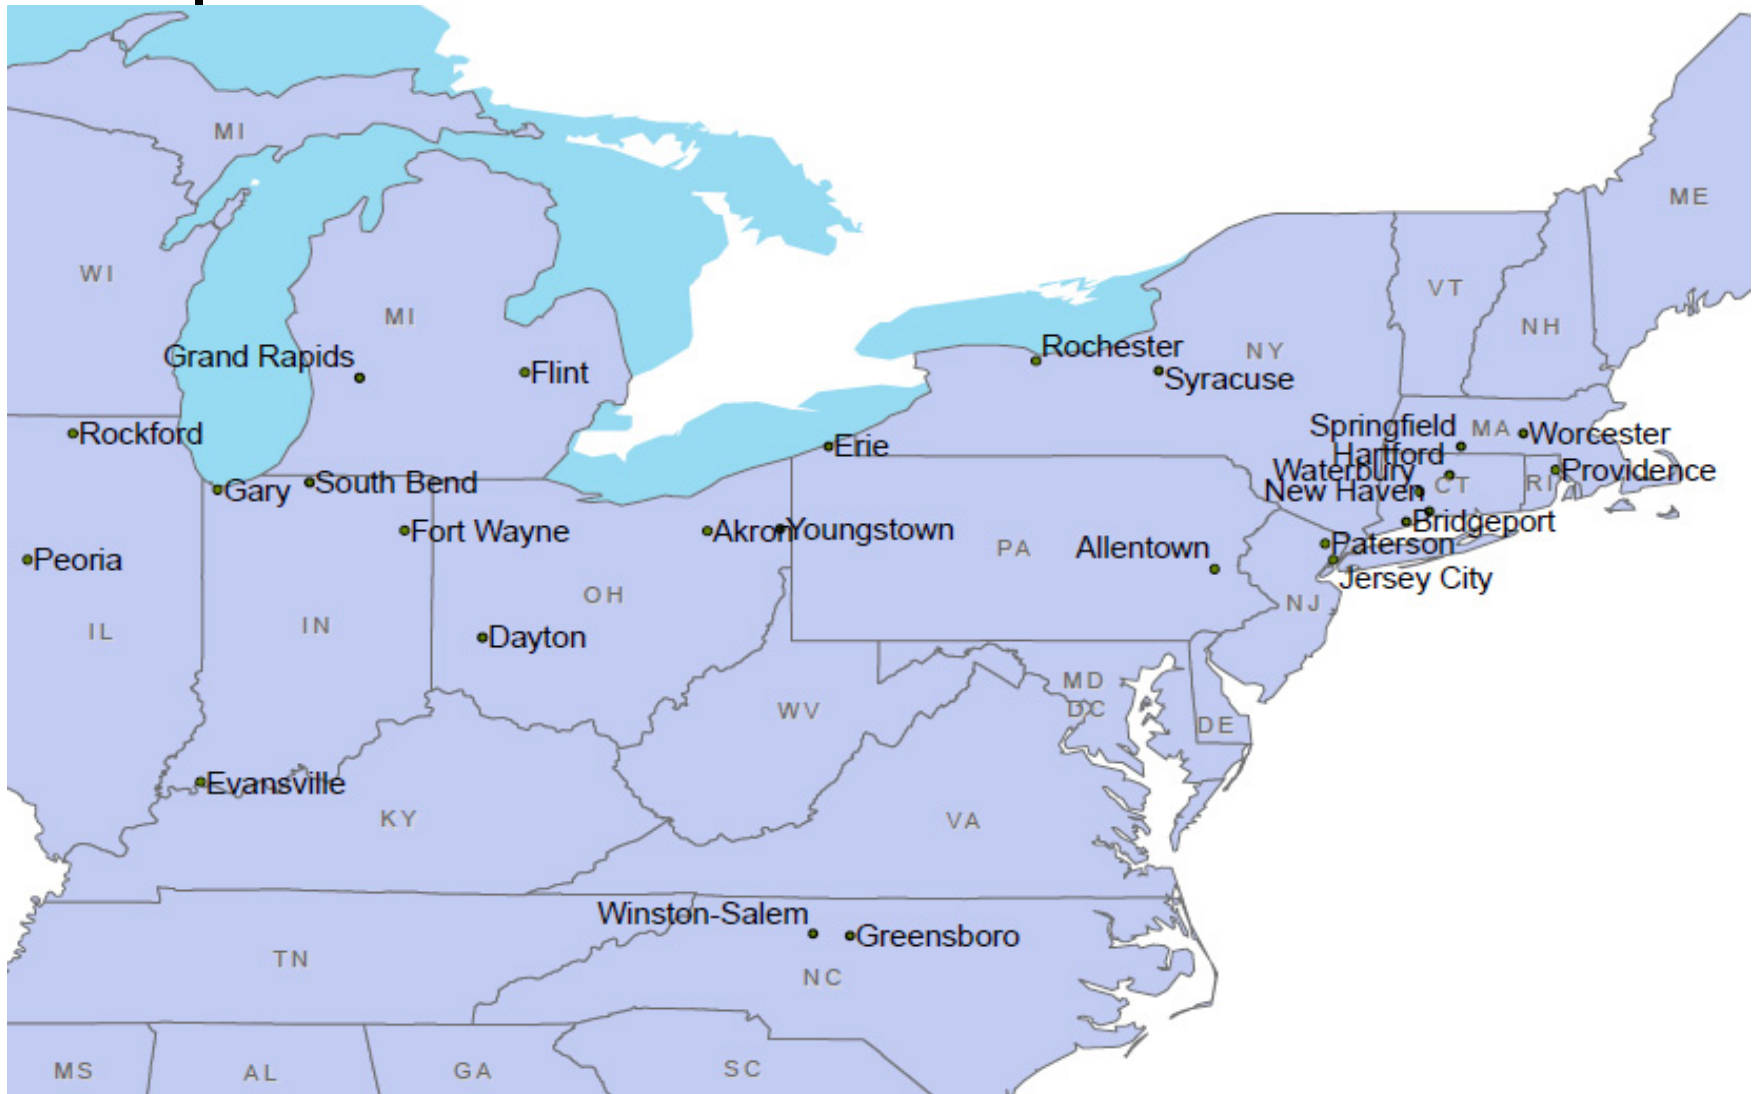 MI
ME
WI
VT
MI
NH
Rochester
NY
Grand Rapids
Flint
Syracuse
Springfield
MA
Worcester
Rockford
Erie
Hartford
Waterbury
Providence
Gary
South Bend
New Haven
CT
RI
Bridgeport
Fort Wayne
Akron
Youngstown
PA
Allentown
Paterson
Peoria
Jersey City
OH
NJ
IL
IN
Dayton
MD
WV
DC
DE
Evansville
KY
VA
Winston-Salem
Greensboro
TN
NC
MS
AL
GA
SC